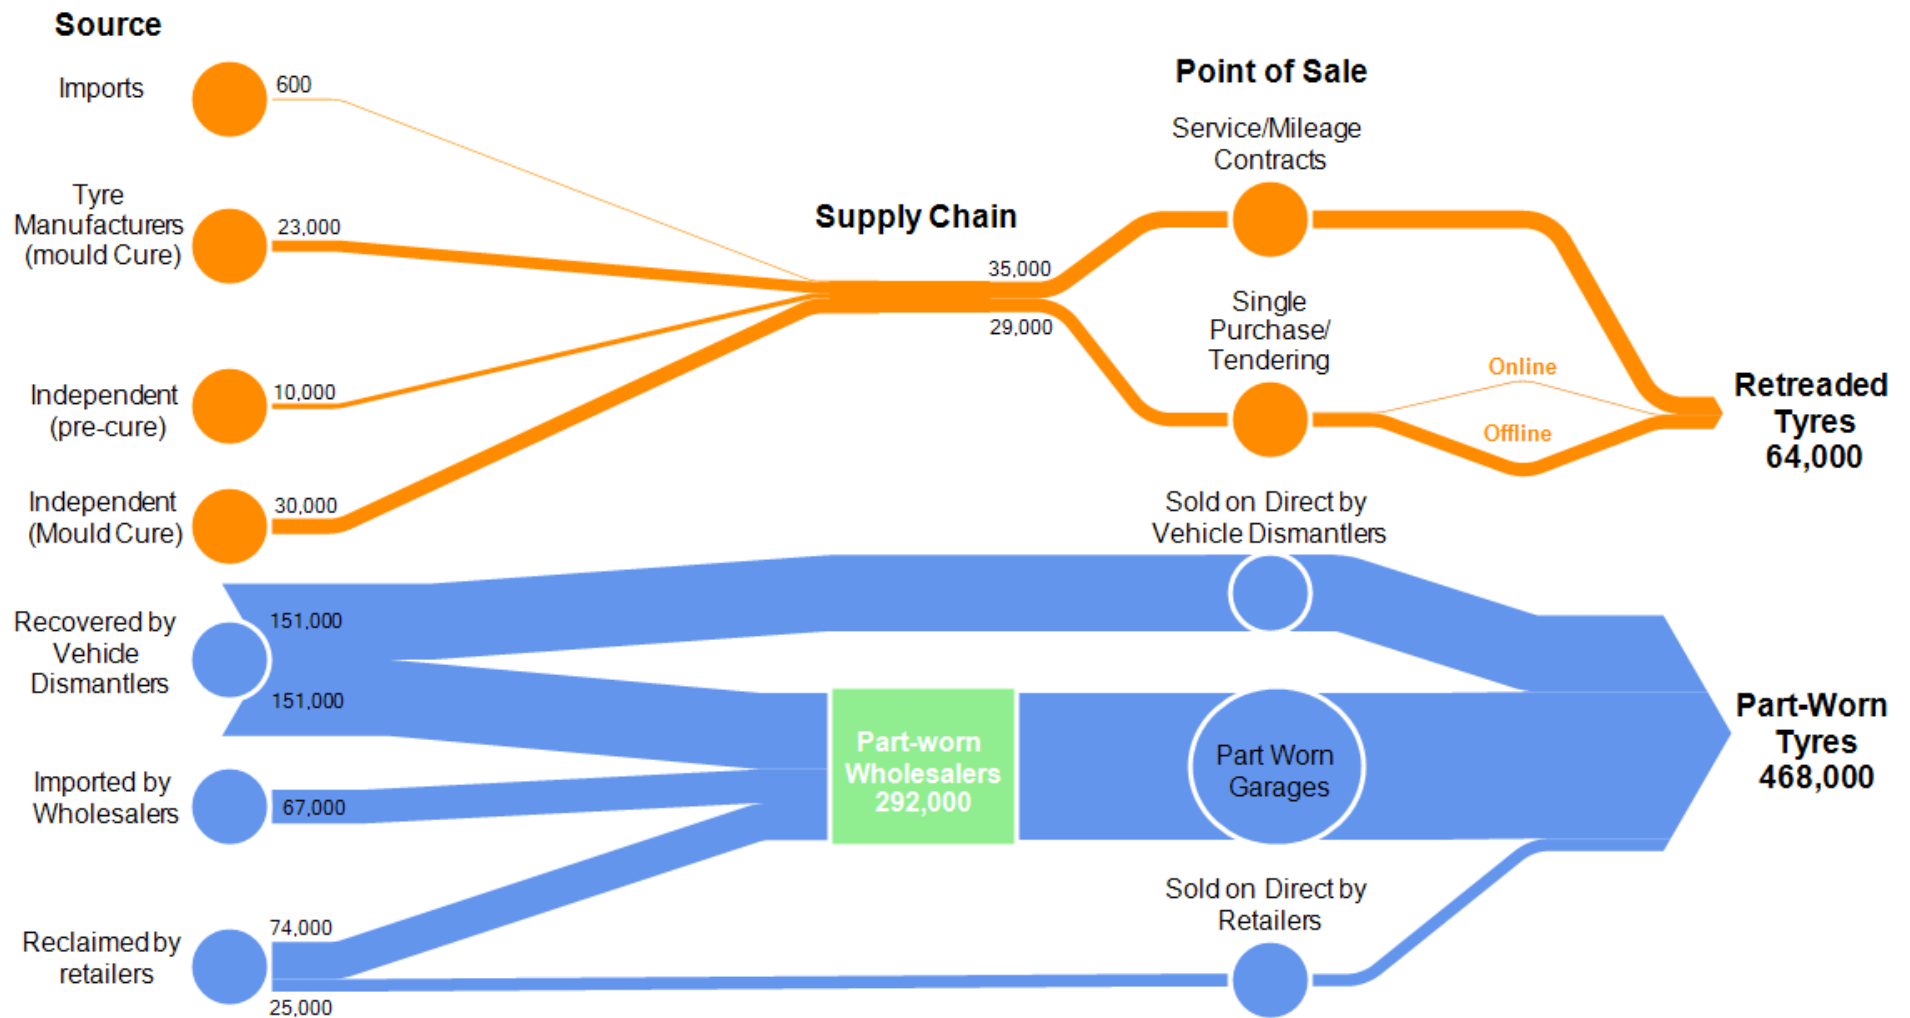 Source
Imports
600
Tyre
Manufacturers
(mould Cure)
23,000
Independent
(pre-cure)
10,000
Independent
(Mould Cure)
30,000
Supply Chain
35,000
29,000
Point of Sale
Service/Mileage
Contracts
Single
Purchase/
Tendering
Online
Offline
Retreaded
Tyres
64,000
Sold on Direct by
Vehicle Dismantlers
Recovered by
Vehicle
Dismantlers
151,000
151,000
Imported by
Wholesalers
67,000
Reclaimed by
retailers
74,000
25,000
Part-worn
Wholesalers
292,000
Part Worn
Garages
Sold on Direct by
Retailers
Part-Worn
Tyres
468,000